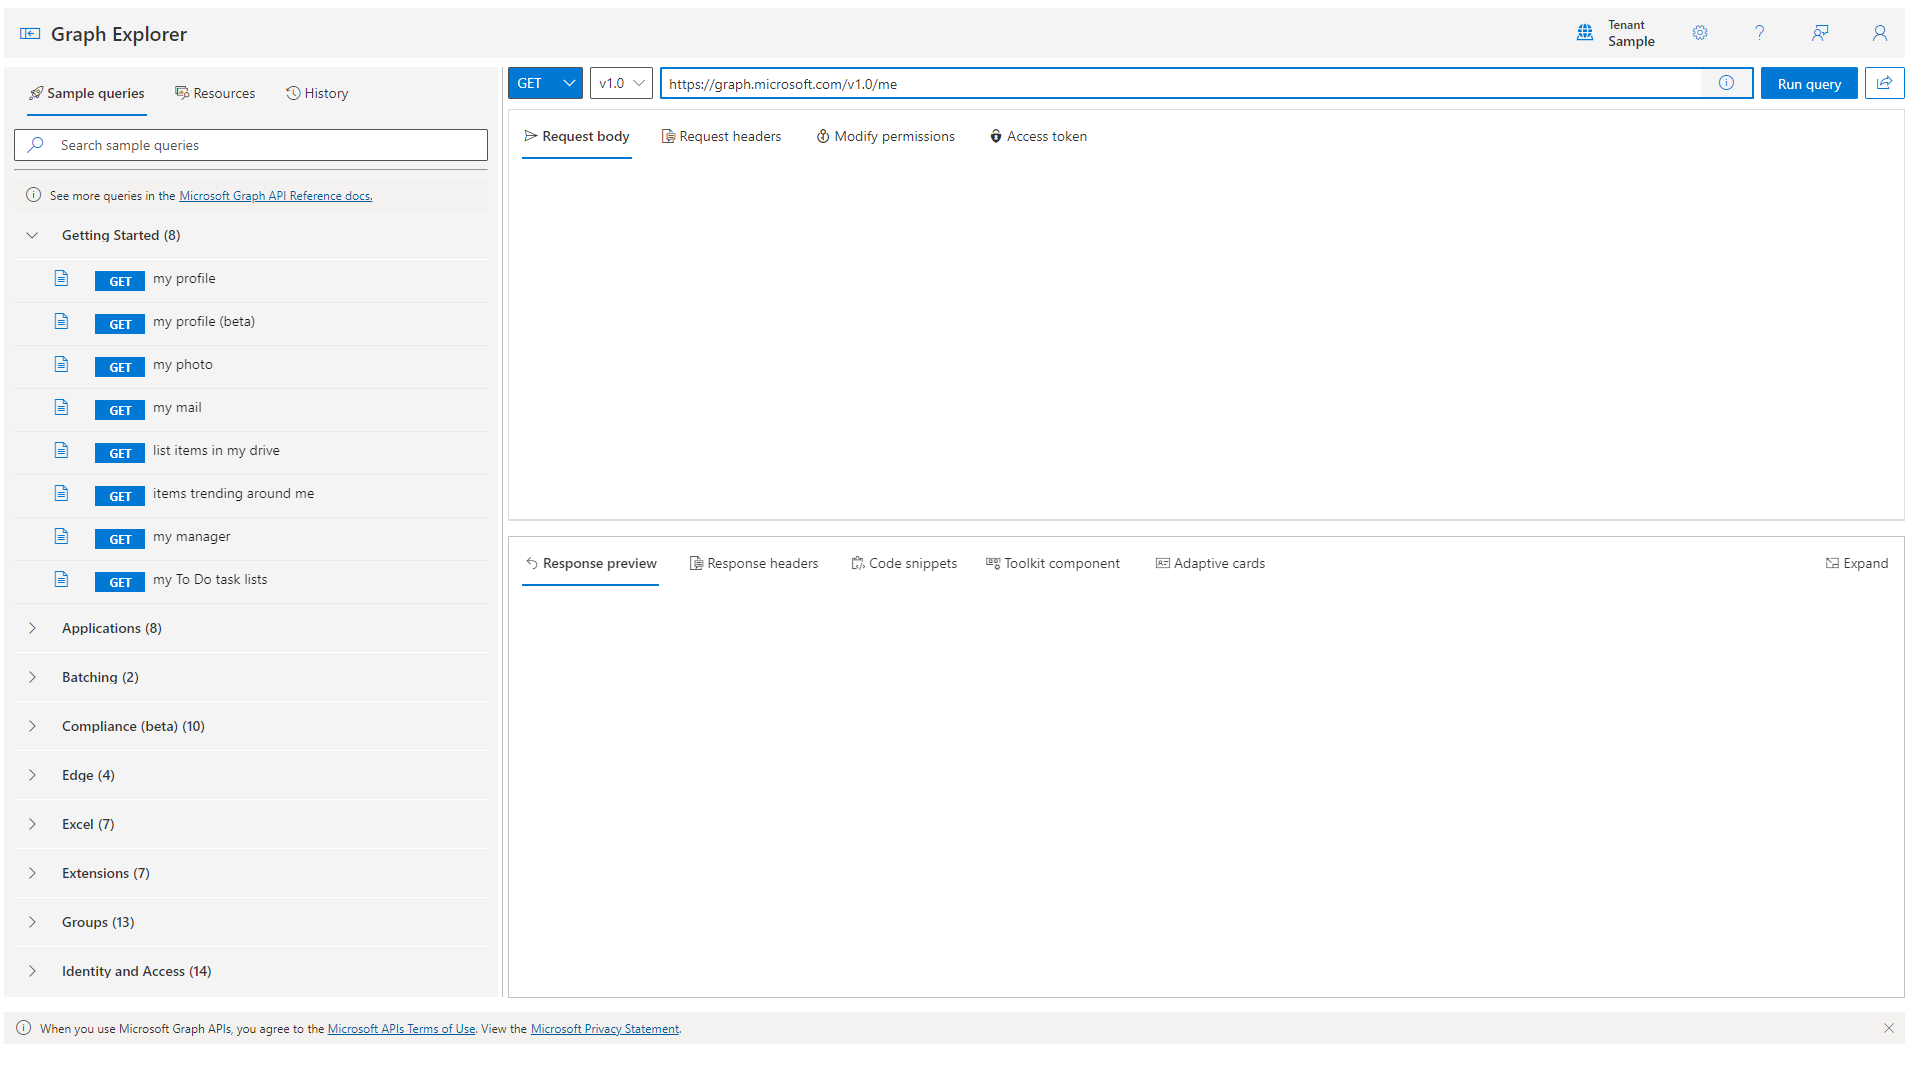 Graph Explorer
Tenant
Sample
Sample queries
Resources
History
Search sample queries
See more queries in the Microsoft Graph API Reference docs.
Getting Started (8)
GET my profile
GET my profile (beta)
GET my photo
GET my mail
GET list items in my drive
GET items trending around me
GET my manager
GET my To Do task lists
Applications (8)
Batching (2)
Compliance (beta) (10)
Edge (4)
Excel (7)
Extensions (7)
Groups (13)
Identity and Access (14)
GET v1.0 https://graph.microsoft.com/v1.0/me Run query
Request body Request headers Modify permissions Access token
Response preview Response headers Code snippets Toolkit component Adaptive cards Expand
When you use Microsoft Graph APIs, you agree to the Microsoft APIs Terms of Use. View the Microsoft Privacy Statement.